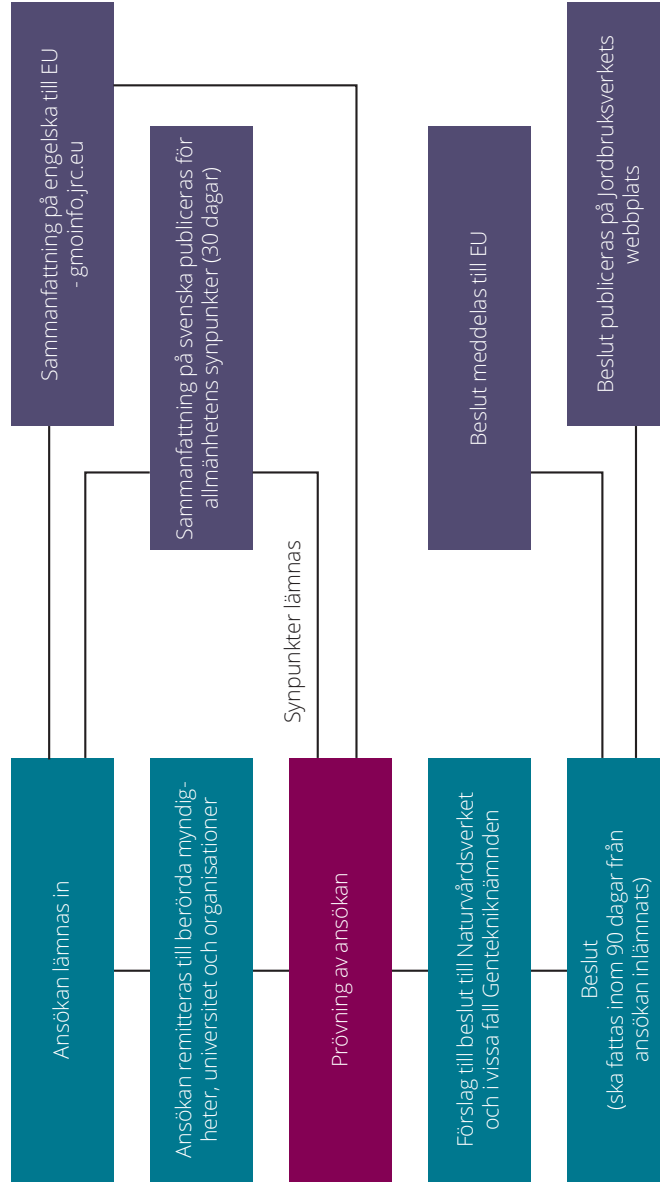 Ansökan lämnas in
Ansökan remitteras till berörda myndig-
heter, universitet och organisationer
Prövning av ansökan
Förslag till beslut till Naturvårdsverket
och i vissa fall Gentekniknämnden
Beslut
(ska fattas inom 90 dagar från
ansökan inlämnats)
Synpunkter lämnas
Sammanfattning på engelska till EU
- gmoinfo.jrc.eu
Sammanfattning på svenska publiceras för
allmänhetens synpunkter (30 dagar)
Beslut meddelas till EU
Beslut publiceras på Jordbruksverkets
webbplats